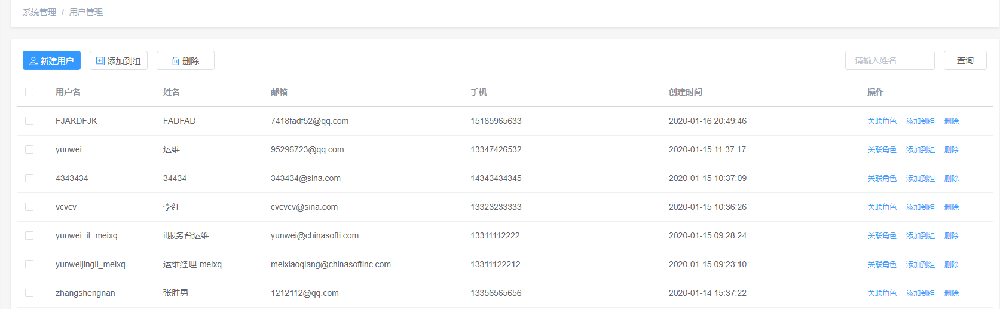 系统管理 / 用户管理
新建用户 添加到组 删除 请输入姓名 查询
用户名 姓名 邮箱 手机 创建时间 操作
FJAKDFJK FADFAD 7418fadf52@qq.com 15185965633 2020-01-16 20:49:46 关联角色 添加到组 删除
yunwei 运维 95296723@qq.com 13347426532 2020-01-15 11:37:17 关联角色 添加到组 删除
4343434 34434 343434@sina.com 14343434345 2020-01-15 10:37:09 关联角色 添加到组 删除
vcvcv 李红 cvcvcv@sina.com 13323233333 2020-01-15 10:36:26 关联角色 添加到组 删除
yunwei_it_meixq it服务台运维 yunwei@chinasofti.com 13311112222 2020-01-15 09:28:24 关联角色 添加到组 删除
yunweijingli_meixq 运维经理-meixq meixiaoqiang@chinasoftinc.com 13311122212 2020-01-15 09:23:10 关联角色 添加到组 删除
zhangshengnan 张胜男 1212112@qq.com 13356565656 2020-01-14 15:37:22 关联角色 添加到组 删除